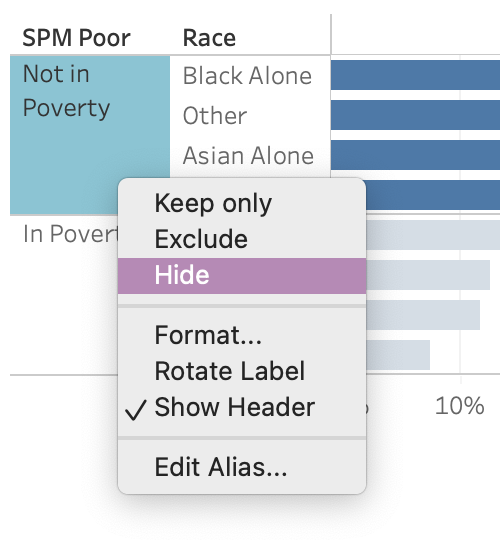 SPM Poor Race
Not in
Poverty
Black Alone
Other
Asian Alone
In Povert
Keep only
Exclude
Hide
Format...
Rotate Label
✓ Show Header
Edit Alias...
10%